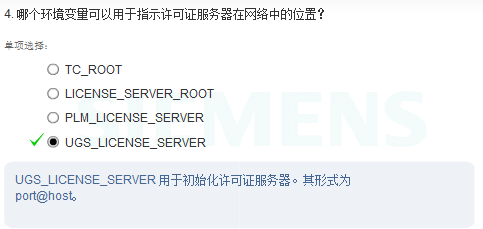 4. 哪个环境变量可以用于指示许可证服务器在网络中的位置？
单项选择:
TC_ROOT
LICENSE_SERVER_ROOT
PLM_LICENSE_SERVER
UGS_LICENSE_SERVER
SIEMENS
UGS_LICENSE_SERVER 用于初始化许可证服务器。其形式为
port@host。